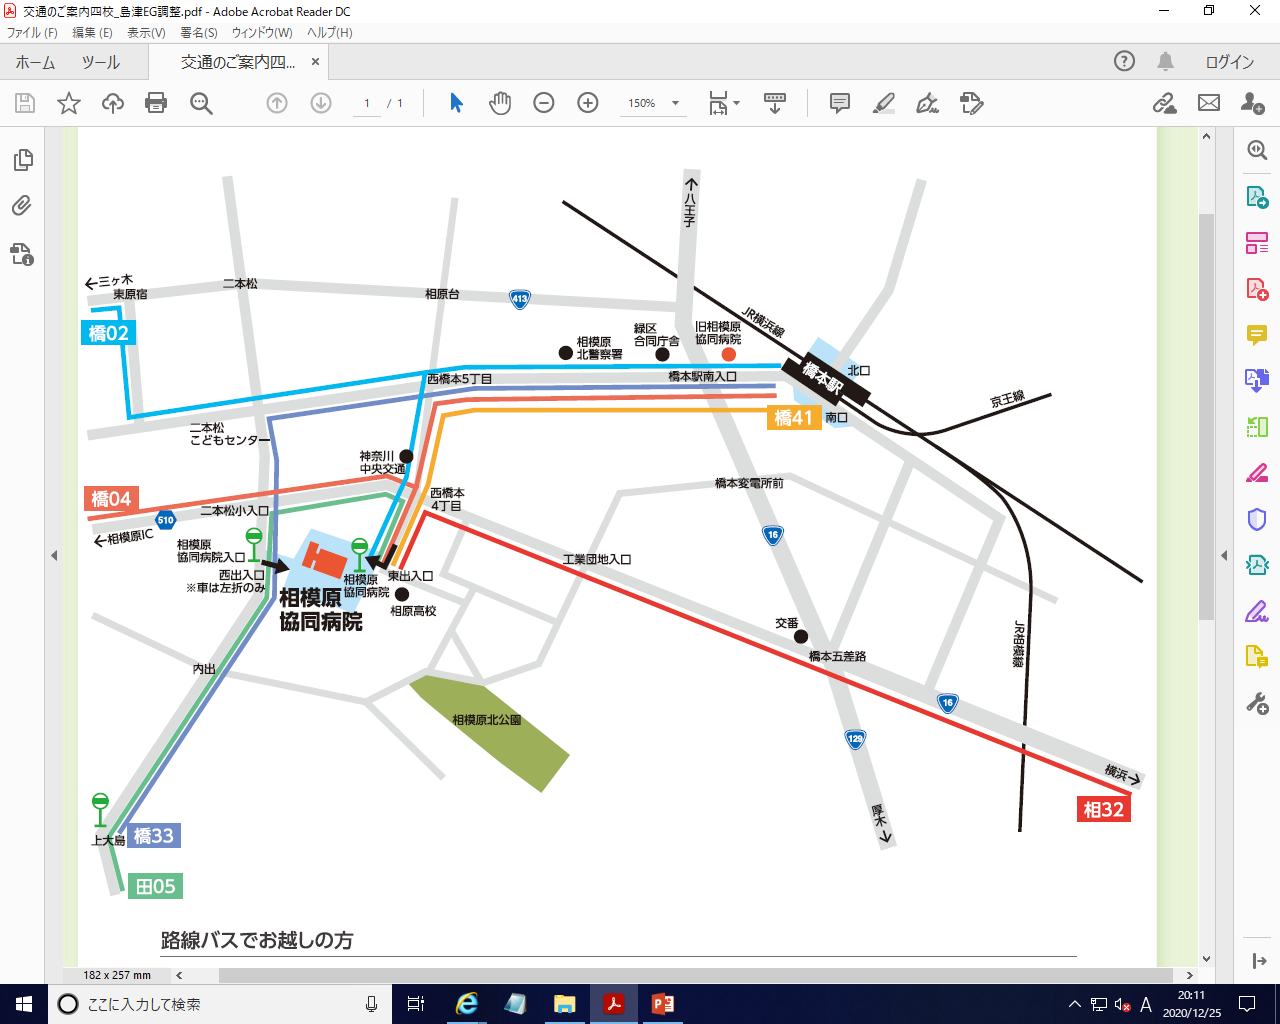 交通のご案内四校_島津EG調整.pdf - Adobe Acrobat Reader DC
ファイル (F) 編集 (E) 表示(V) 署名(S) ウィンドウ(W) ヘルプ(H)
ホーム ツール 交通のご案内四... × ログイン
1 / 1 150%
八王子
三ヶ木
東原宿
二本松
相原台
413
橋02
JR横浜線
相模原
北警察署
緑区
合同庁舎
旧相模原
協同病院
西橋本5丁目
橋本駅南入口
橋本駅
北口
南口
京王線
橋41
二本松
こどもセンター
神奈川
中央交通
橋04
510
二本松小入口
西橋本
4丁目
橋本変電所前
相模原IC
相模原
協同病院入口
西出入口
※車は左折のみ
相模原
協同病院
相模原
協同病院
東出入口
相原高校
工業団地入口
16
交番
橋本五差路
JR相模線
内出
相模原北公園
16
129
横浜
厚木
相32
上大島
橋33
田05
路線バスでお越しの方
182 x 257 mm
ここに入力して検索
A
20:11
2020/12/25